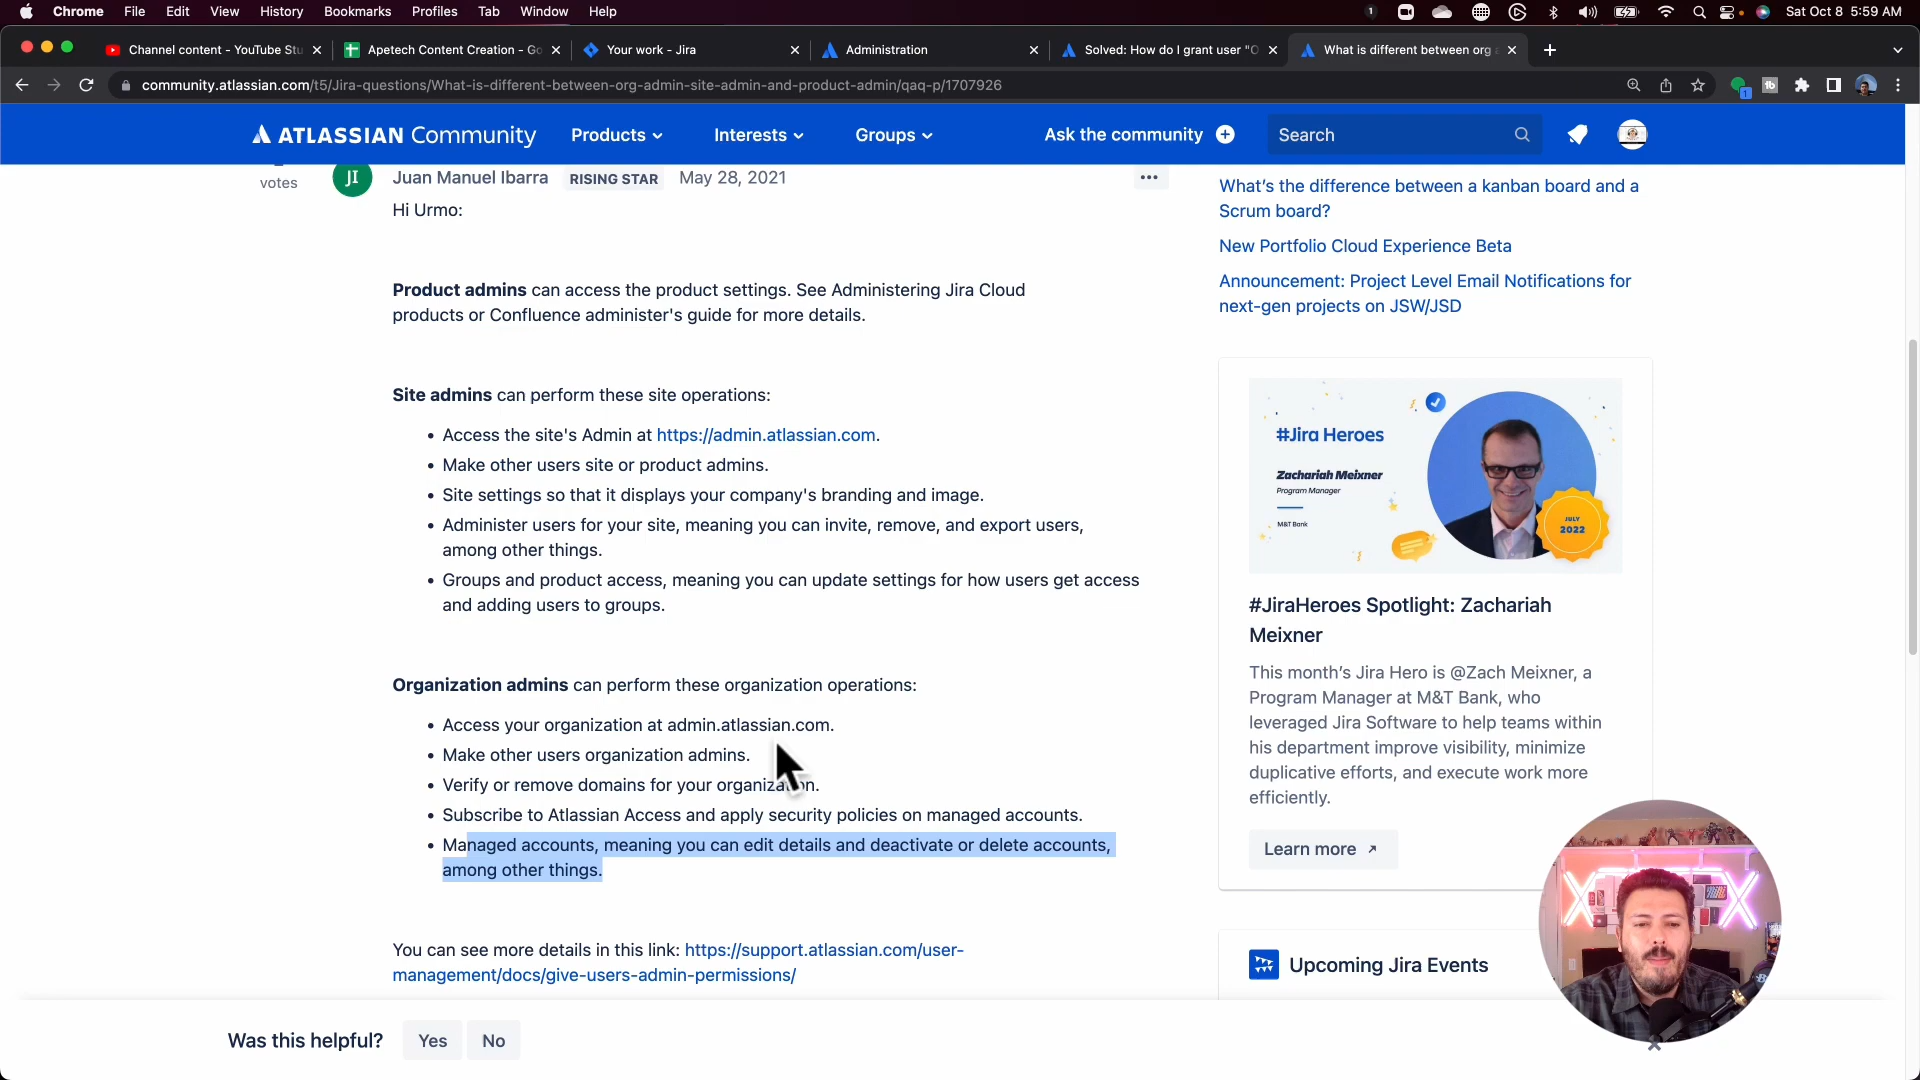 Chrome File Edit View History Bookmarks Profiles Tab Window Help
1
Sat Oct 8 5:59 AM
Channel content - YouTube Stu
Apetech Content Creation - Go
Your work - Jira
Administration
Solved: How do I grant user "O
What is different between org a
community.atlassian.com/t5/Jira-questions/What-is-different-between-org-admin-site-admin-and-product-admin/qaq-p/1707926
1
tb
ATLASSIAN Community
Products
Interests
Groups
Ask the community
Search
votes
JI
Juan Manuel Ibarra RISING STAR May 28, 2021
•••
Hi Urmo:
Product admins can access the product settings. See Administering Jira Cloud
products or Confluence administer's guide for more details.
Site admins can perform these site operations:
• Access the site's Admin at https://admin.atlassian.com.
• Make other users site or product admins.
• Site settings so that it displays your company's branding and image.
• Administer users for your site, meaning you can invite, remove, and export users,
among other things.
• Groups and product access, meaning you can update settings for how users get access
and adding users to groups.
Organization admins can perform these organization operations:
• Access your organization at admin.atlassian.com.
• Make other users organization admins.
• Verify or remove domains for your organization.
• Subscribe to Atlassian Access and apply security policies on managed accounts.
• Managed accounts, meaning you can edit details and deactivate or delete accounts,
among other things.
You can see more details in this link: https://support.atlassian.com/user-
management/docs/give-users-admin-permissions/
What's the difference between a kanban board and a
Scrum board?
New Portfolio Cloud Experience Beta
Announcement: Project Level Email Notifications for
next-gen projects on JSW/JSD
#Jira Heroes
Zachariah Meixner
Program Manager
M&T Bank
JULY
2022
#JiraHeroes Spotlight: Zachariah
Meixner
This month's Jira Hero is @Zach Meixner, a
Program Manager at M&T Bank, who
leveraged Jira Software to help teams within
his department improve visibility, minimize
duplicative efforts, and execute work more
efficiently.
Learn more
Upcoming Jira Events
Was this helpful?
Yes
No